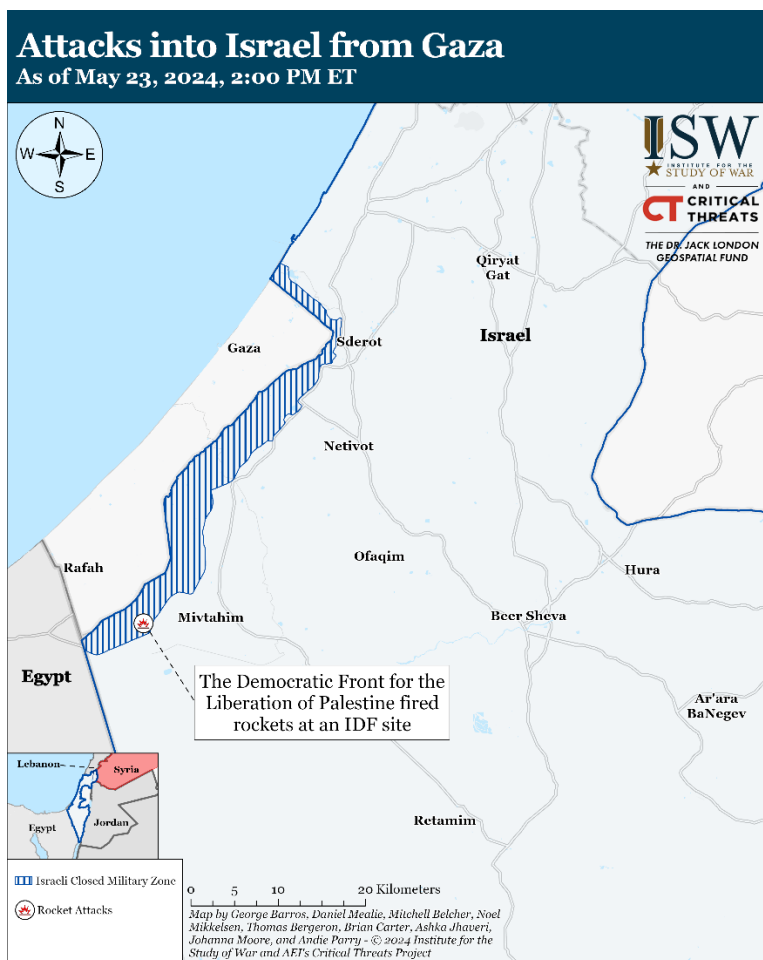 Attacks into Israel from Gaza
As of May 23, 2024, 2:00 PM ET
N
W
E
S
ISW
INSTITUTE FOR THE
STUDY OF WAR
AND
CT CRITICAL
THREATS
THE DR. JACK LONDON
GEOSPATIAL FUND
Qiryat
Gat
Israel
Sderot
Gaza
Netivot
Ofaqim
Rafah
Hura
Mivtahim
Beer Sheva
Egypt
The Democratic Front for the
Liberation of Palestine fired
rockets at an IDF site
Ar'ara
BaNegev
Lebanon
Syria
Egypt
Jordan
Retamim
Israeli Closed Military Zone
Rocket Attacks
0 5 10 20 Kilometers
Map by George Barros, Daniel Mealie, Mitchell Belcher, Noel
Mikkelsen, Thomas Bergeron, Brian Carter, Ashka Jhaveri,
Johanna Moore, and Andie Parry - © 2024 Institute for the
Study of War and AEI's Critical Threats Project